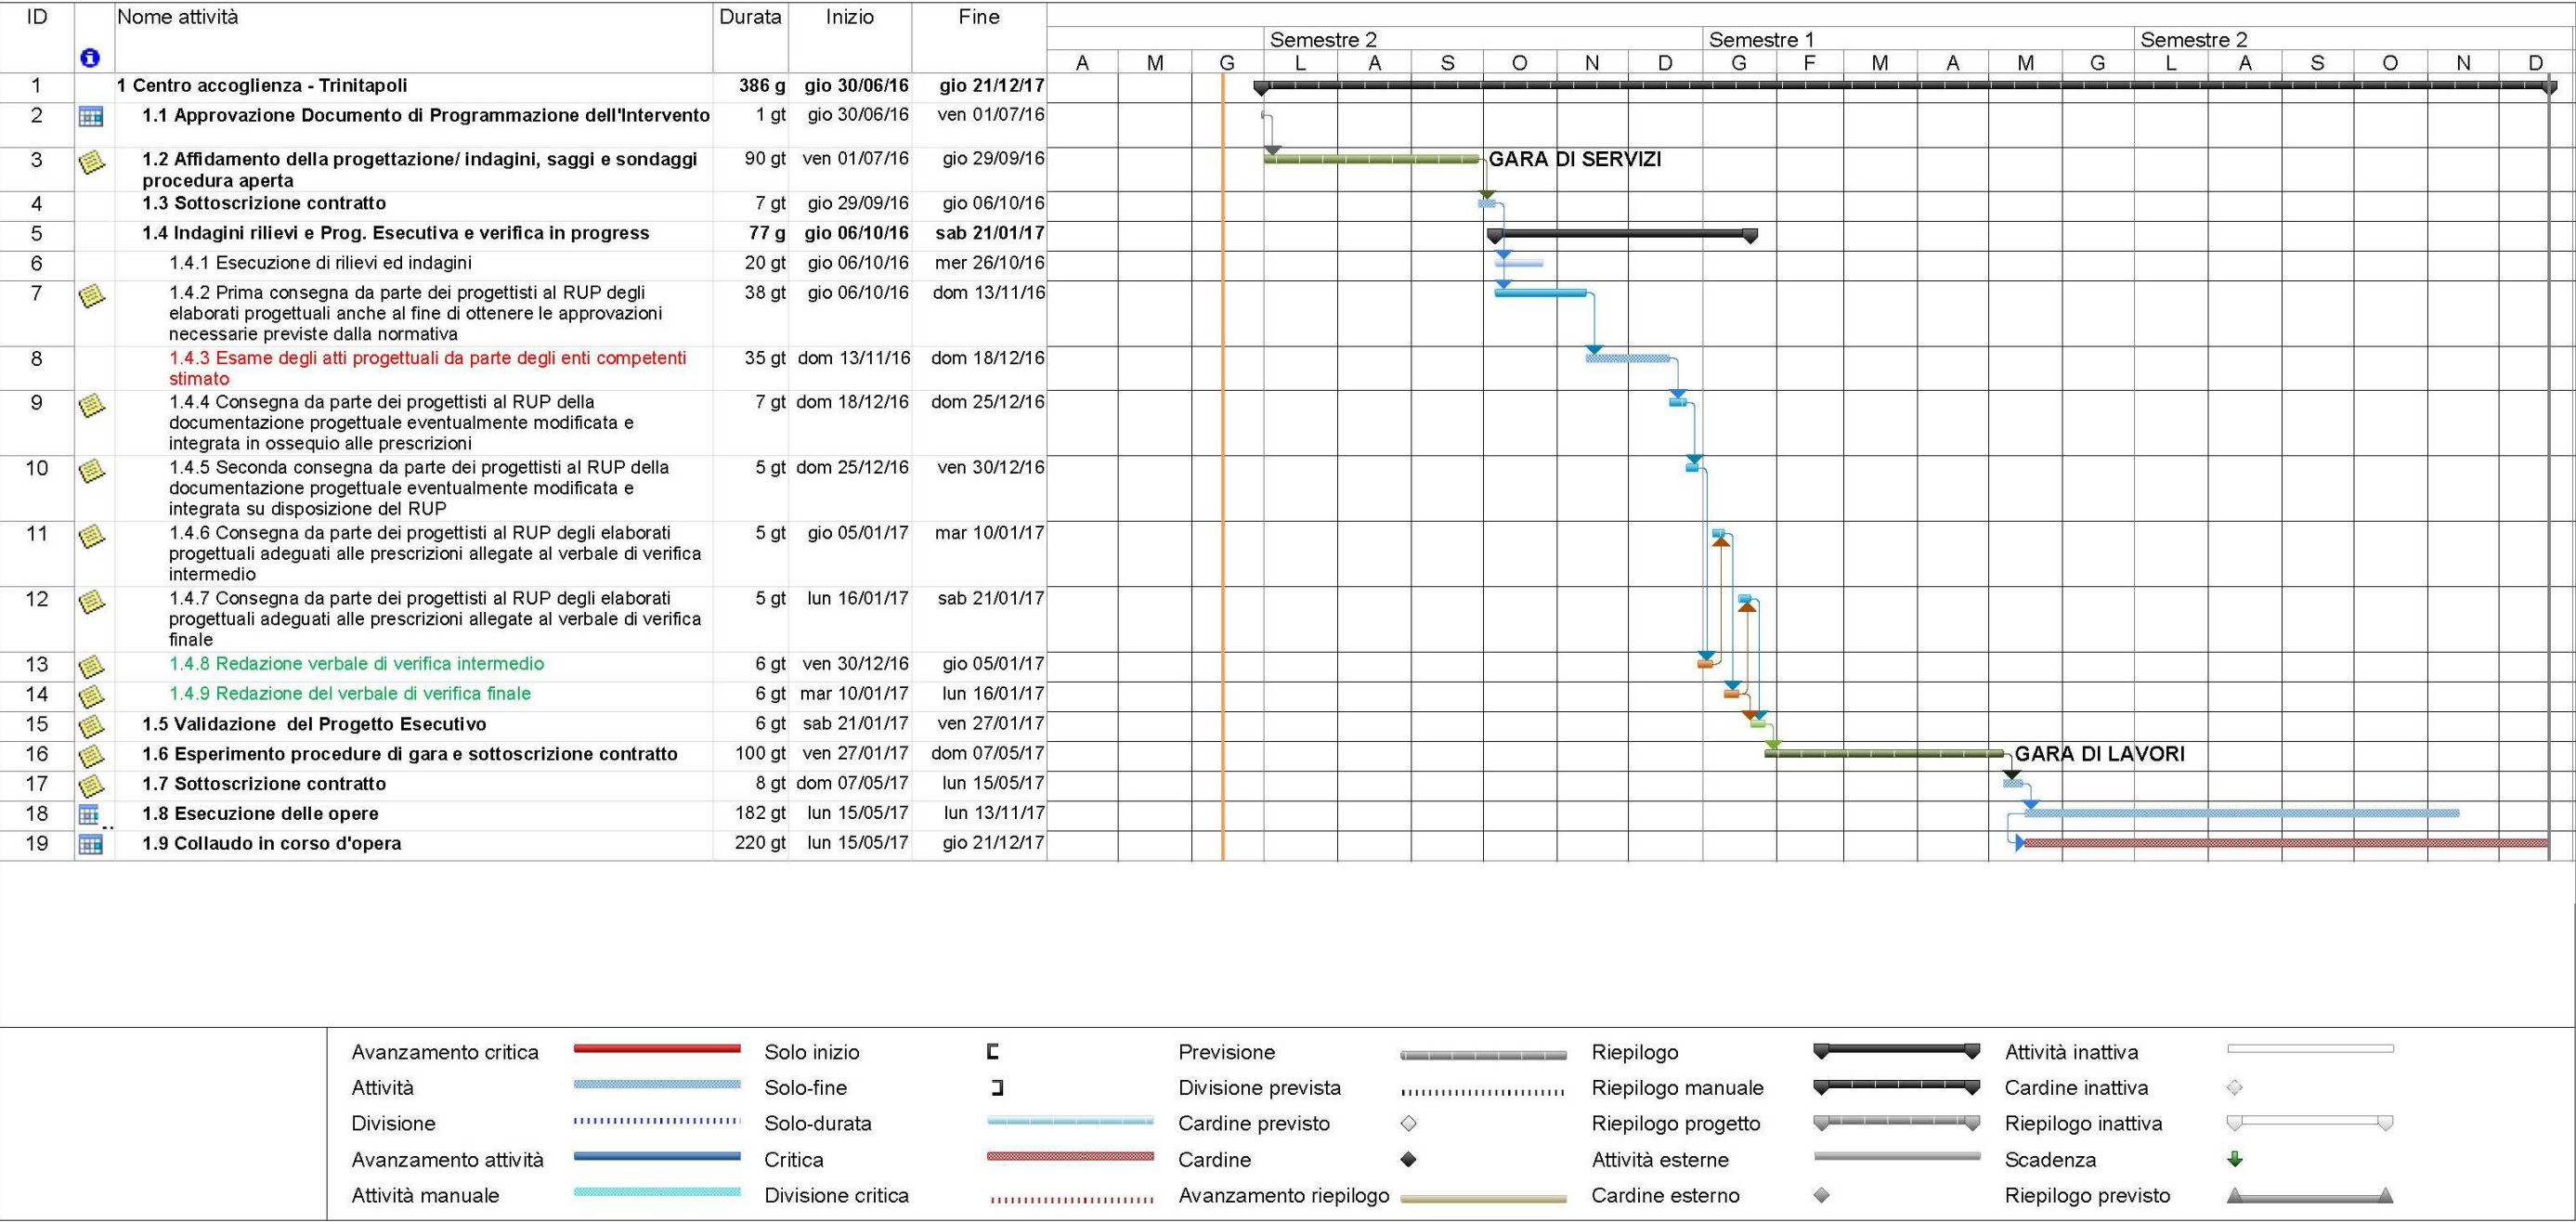 ID Nome attività Durata Inizio Fine
Semestre 2 Semestre 1 Semestre 2
A M G L A S O N D G F M A M G L A S O N D
1 1 Centro accoglienza - Trinitapoli 386 g gio 30/06/16 gio 21/12/17
2 1.1 Approvazione Documento di Programmazione dell'Intervento 1 gt gio 30/06/16 ven 01/07/16
3 1.2 Affidamento della progettazione/ indagini, saggi e sondaggi 90 gt ven 01/07/16 gio 29/09/16 GARA DI SERVIZI
procedura aperta
4 1.3 Sottoscrizione contratto 7 gt gio 29/09/16 gio 06/10/16
5 1.4 Indagini rilievi e Prog. Esecutiva e verifica in progress 77 g gio 06/10/16 sab 21/01/17
6 1.4.1 Esecuzione di rilievi ed indagini 20 gt gio 06/10/16 mer 26/10/16
7 1.4.2 Prima consegna da parte dei progettisti al RUP degli 38 gt gio 06/10/16 dom 13/11/16
elaborati progettuali anche al fine di ottenere le approvazioni
necessarie previste dalla normativa
8 1.4.3 Esame degli atti progettuali da parte degli enti competenti 35 gt dom 13/11/16 dom 18/12/16
stimato
9 1.4.4 Consegna da parte dei progettisti al RUP della 7 gt dom 18/12/16 dom 25/12/16
documentazione progettuale eventualmente modificata e
integrata in ossequio alle prescrizioni
10 1.4.5 Seconda consegna da parte dei progettisti al RUP della 5 gt dom 25/12/16 ven 30/12/16
documentazione progettuale eventualmente modificata e
integrata su disposizione del RUP
11 1.4.6 Consegna da parte dei progettisti al RUP degli elaborati 5 gt gio 05/01/17 mar 10/01/17
progettuali adeguati alle prescrizioni allegate al verbale di verifica
intermedio
12 1.4.7 Consegna da parte dei progettisti al RUP degli elaborati 5 gt lun 16/01/17 sab 21/01/17
progettuali adeguati alle prescrizioni allegate al verbale di verifica
finale
13 1.4.8 Redazione verbale di verifica intermedio 6 gt ven 30/12/16 gio 05/01/17
14 1.4.9 Redazione del verbale di verifica finale 6 gt mar 10/01/17 lun 16/01/17
15 1.5 Validazione del Progetto Esecutivo 6 gt sab 21/01/17 ven 27/01/17
16 1.6 Esperimento procedure di gara e sottoscrizione contratto 100 gt ven 27/01/17 dom 07/05/17 GARA DI LAVORI
17 1.7 Sottoscrizione contratto 8 gt dom 07/05/17 lun 15/05/17
18 1.8 Esecuzione delle opere 182 gt lun 15/05/17 lun 13/11/17
19 1.9 Collaudo in corso d'opera 220 gt lun 15/05/17 gio 21/12/17
Avanzamento critica Solo inizio Previsione Riepilogo Attività inattiva
Attività Solo-fine Divisione prevista Riepilogo manuale Cardine inattiva
Divisione Solo-durata Cardine previsto Riepilogo progetto Riepilogo inattiva
Avanzamento attività Critica Cardine Attività esterne Scadenza
Attività manuale Divisione critica Avanzamento riepilogo Cardine esterno Riepilogo previsto